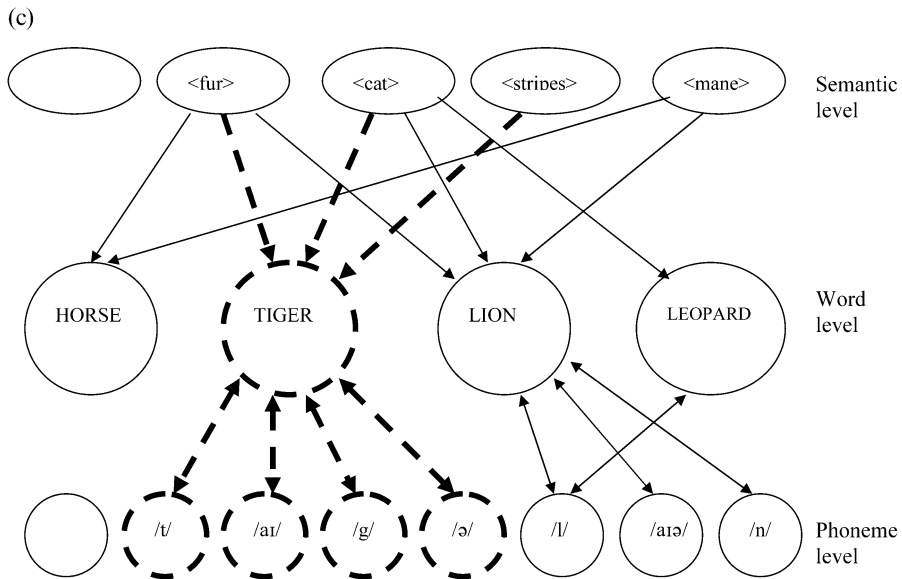 (c)
<fur> <cat> <stripes> <mane> Semantic
level
HORSE TIGER LION LEOPARD Word
level
/t/ /aɪ/ /g/ /ə/ /l/ /aɪə/ /n/ Phoneme
level